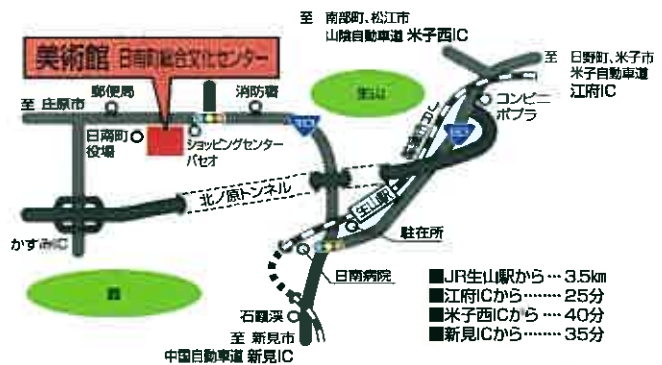 至 南部町、松江市
山陰自動車道 米子西IC
美術館 日南町総合文化センター
至 日野町、米子市
米子自動車道
江府IC
至 庄原市
郵便局
消防署
生山
コンビニ
ポプラ
日南町
役場
ショッピングセンター
パセオ
183
183
北ノ原トンネル
生山駅
かすみIC
駐在所
日南病院
霞
石霞渓
至 新見市
中国自動車道 新見IC
■JR生山駅から…3.5km
■江府ICから……25分
■米子西ICから…40分
■新見ICから……35分